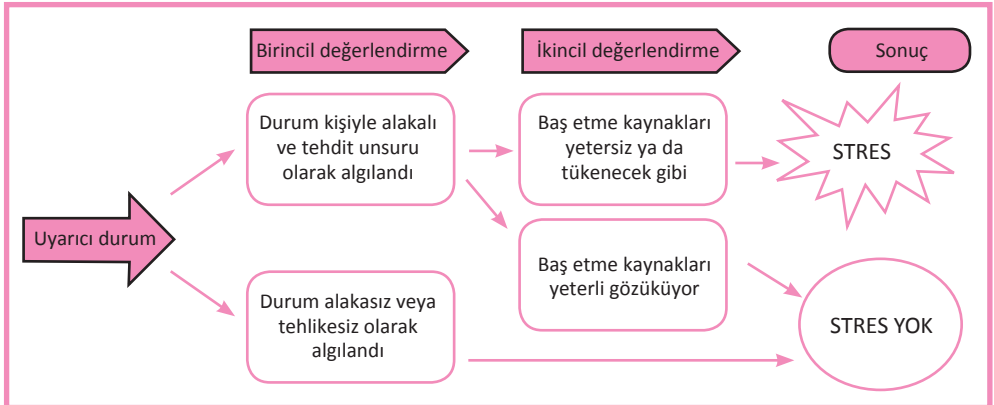 Birincil değerlendirme
İkincil değerlendirme
Sonuç
Durum kişiyle alakalı
ve tehdit unsuru
olarak algılandı
Baş etme kaynakları
yetersiz ya da
tükenecek gibi
STRES
Uyarıcı durum
Baş etme kaynakları
yeterli gözüküyor
Durum alakasız veya
tehlikesiz olarak
algılandı
STRES YOK